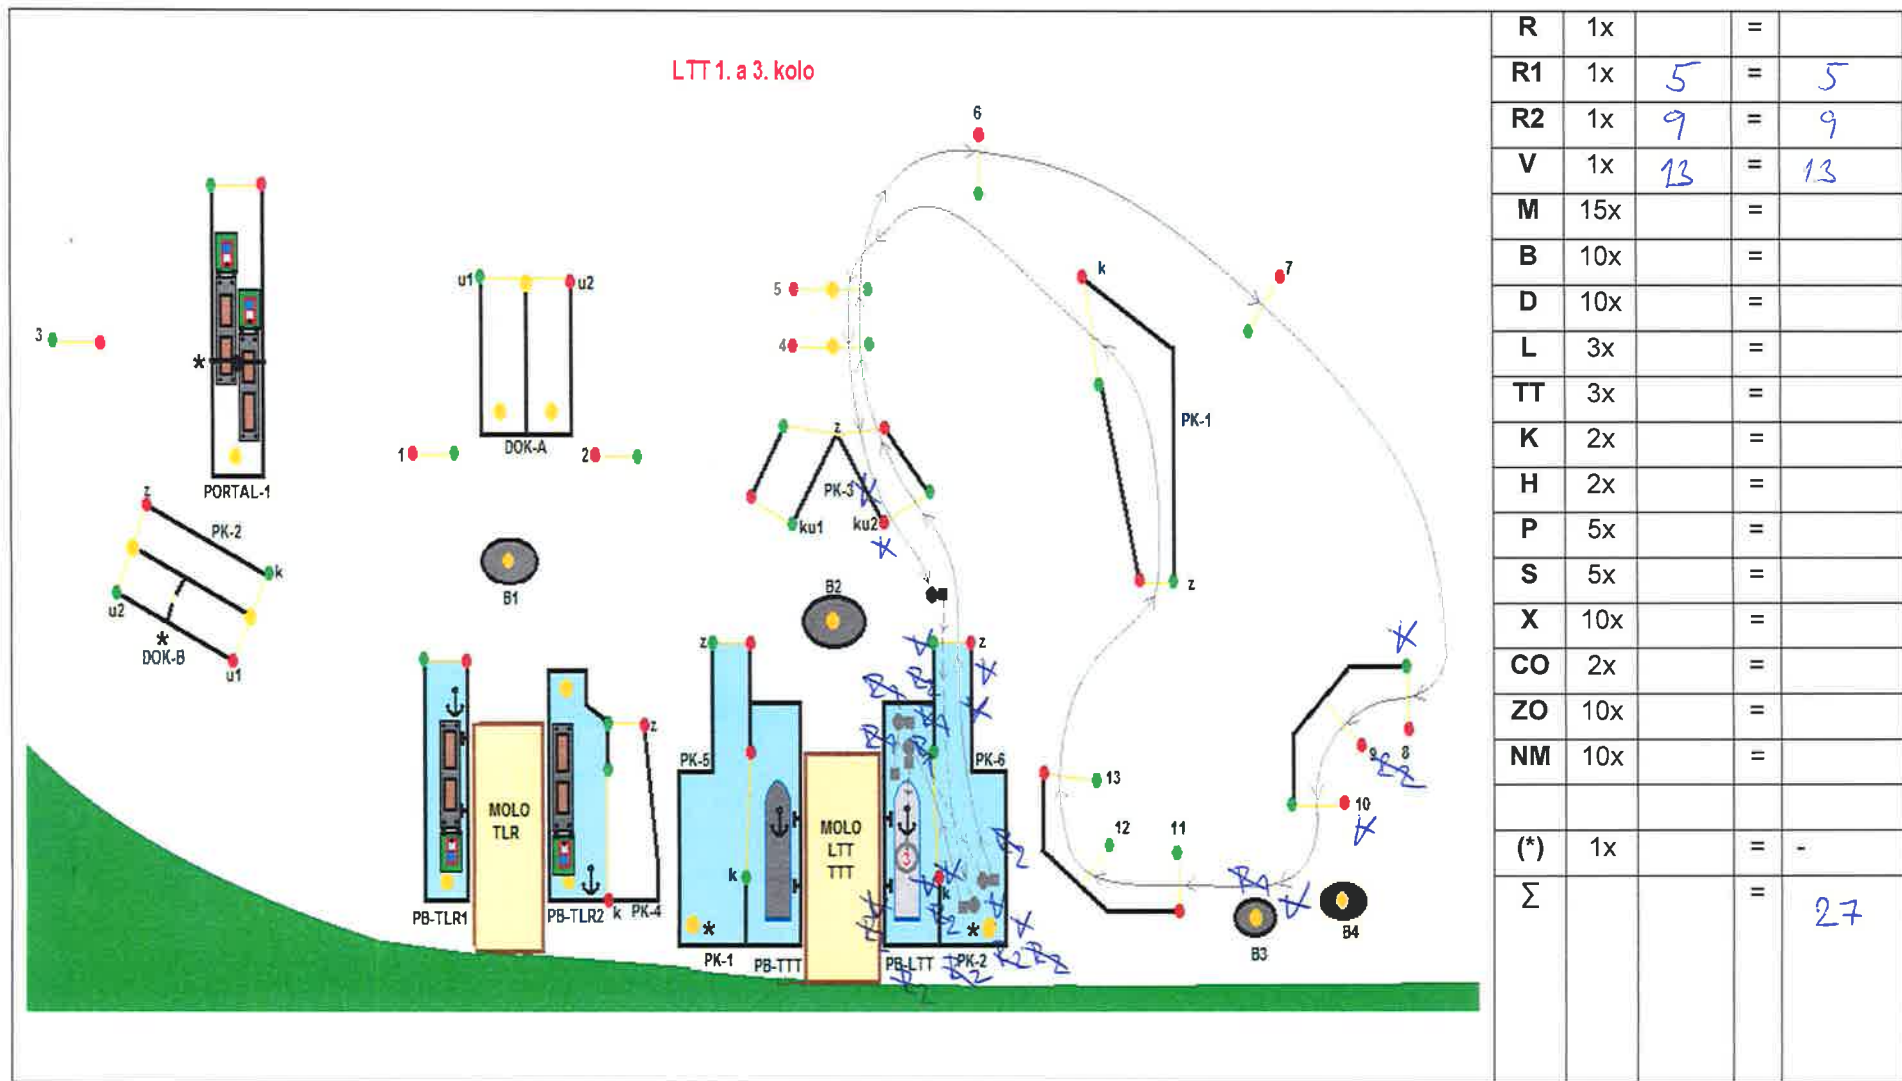 LTT 1. a 3. kolo
6
7
k
u1
u2
5
4
3
*
PK-1
1
DOK-A
2
z
PK-3
ku1
ku2
PORTAL-1
z
PK-2
k
u2
*
DOK-B
u1
B1
B2
z
z
z
z
PK-5
PK-6
MOLO
TLR
MOLO
LTT
TTT
3
9
8
10
13
12
11
k
k
*
*
PB-TLR1
PB-TLR2
k
PK-4
PK-1
PB-TTT
PB-LTT
PK-2
B3
B4
R 1x =
R1 1x 5 = 5
R2 1x 9 = 9
V 1x 13 = 13
M 15x =
B 10x =
D 10x =
L 3x =
TT 3x =
K 2x =
H 2x =
P 5x =
S 5x =
X 10x =
CO 2x =
ZO 10x =
NM 10x =
(*) 1x = -
Σ = 27